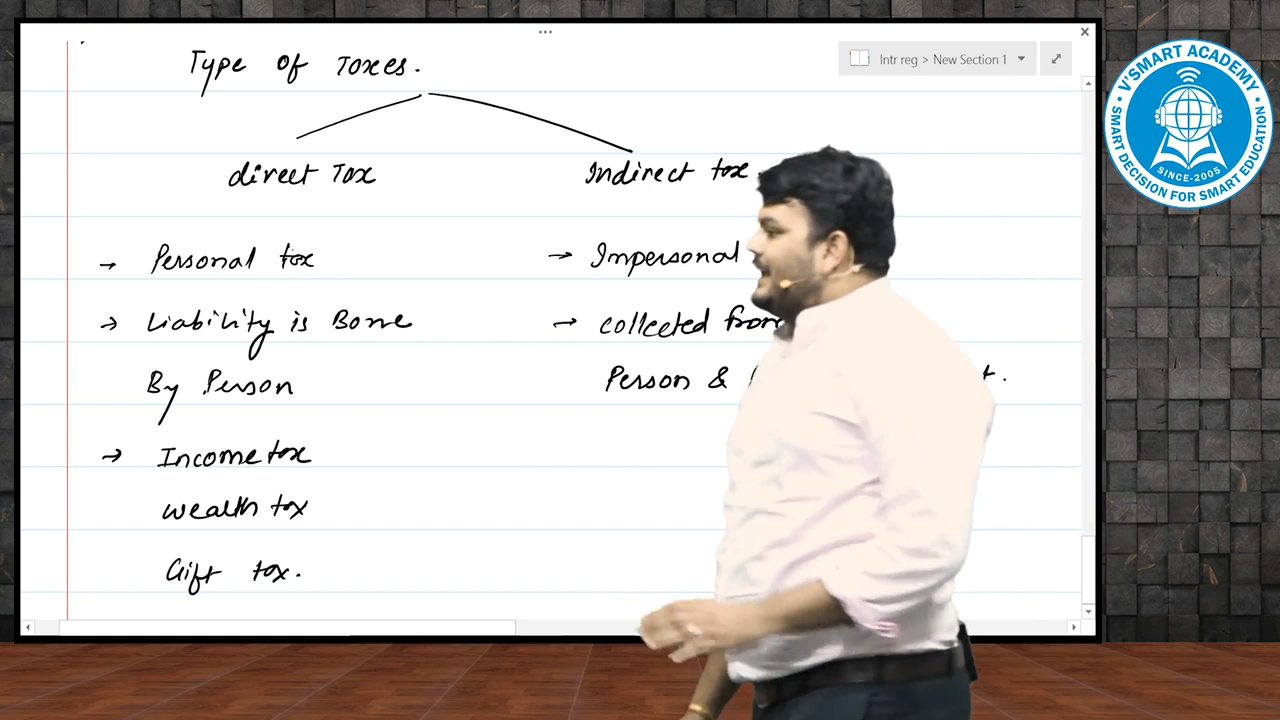 Type of Taxes.
direct Tax
Indirect tax
→ Personal tax
→ Impersonal
→ Liability is Borne
→ collected from
By Person
Person &
→ Income tax
wealth tax
Gift tax.
Intr reg > New Section 1
V'SMART ACADEMY
SINCE-2005
SMART DECISION FOR SMART EDUCATION